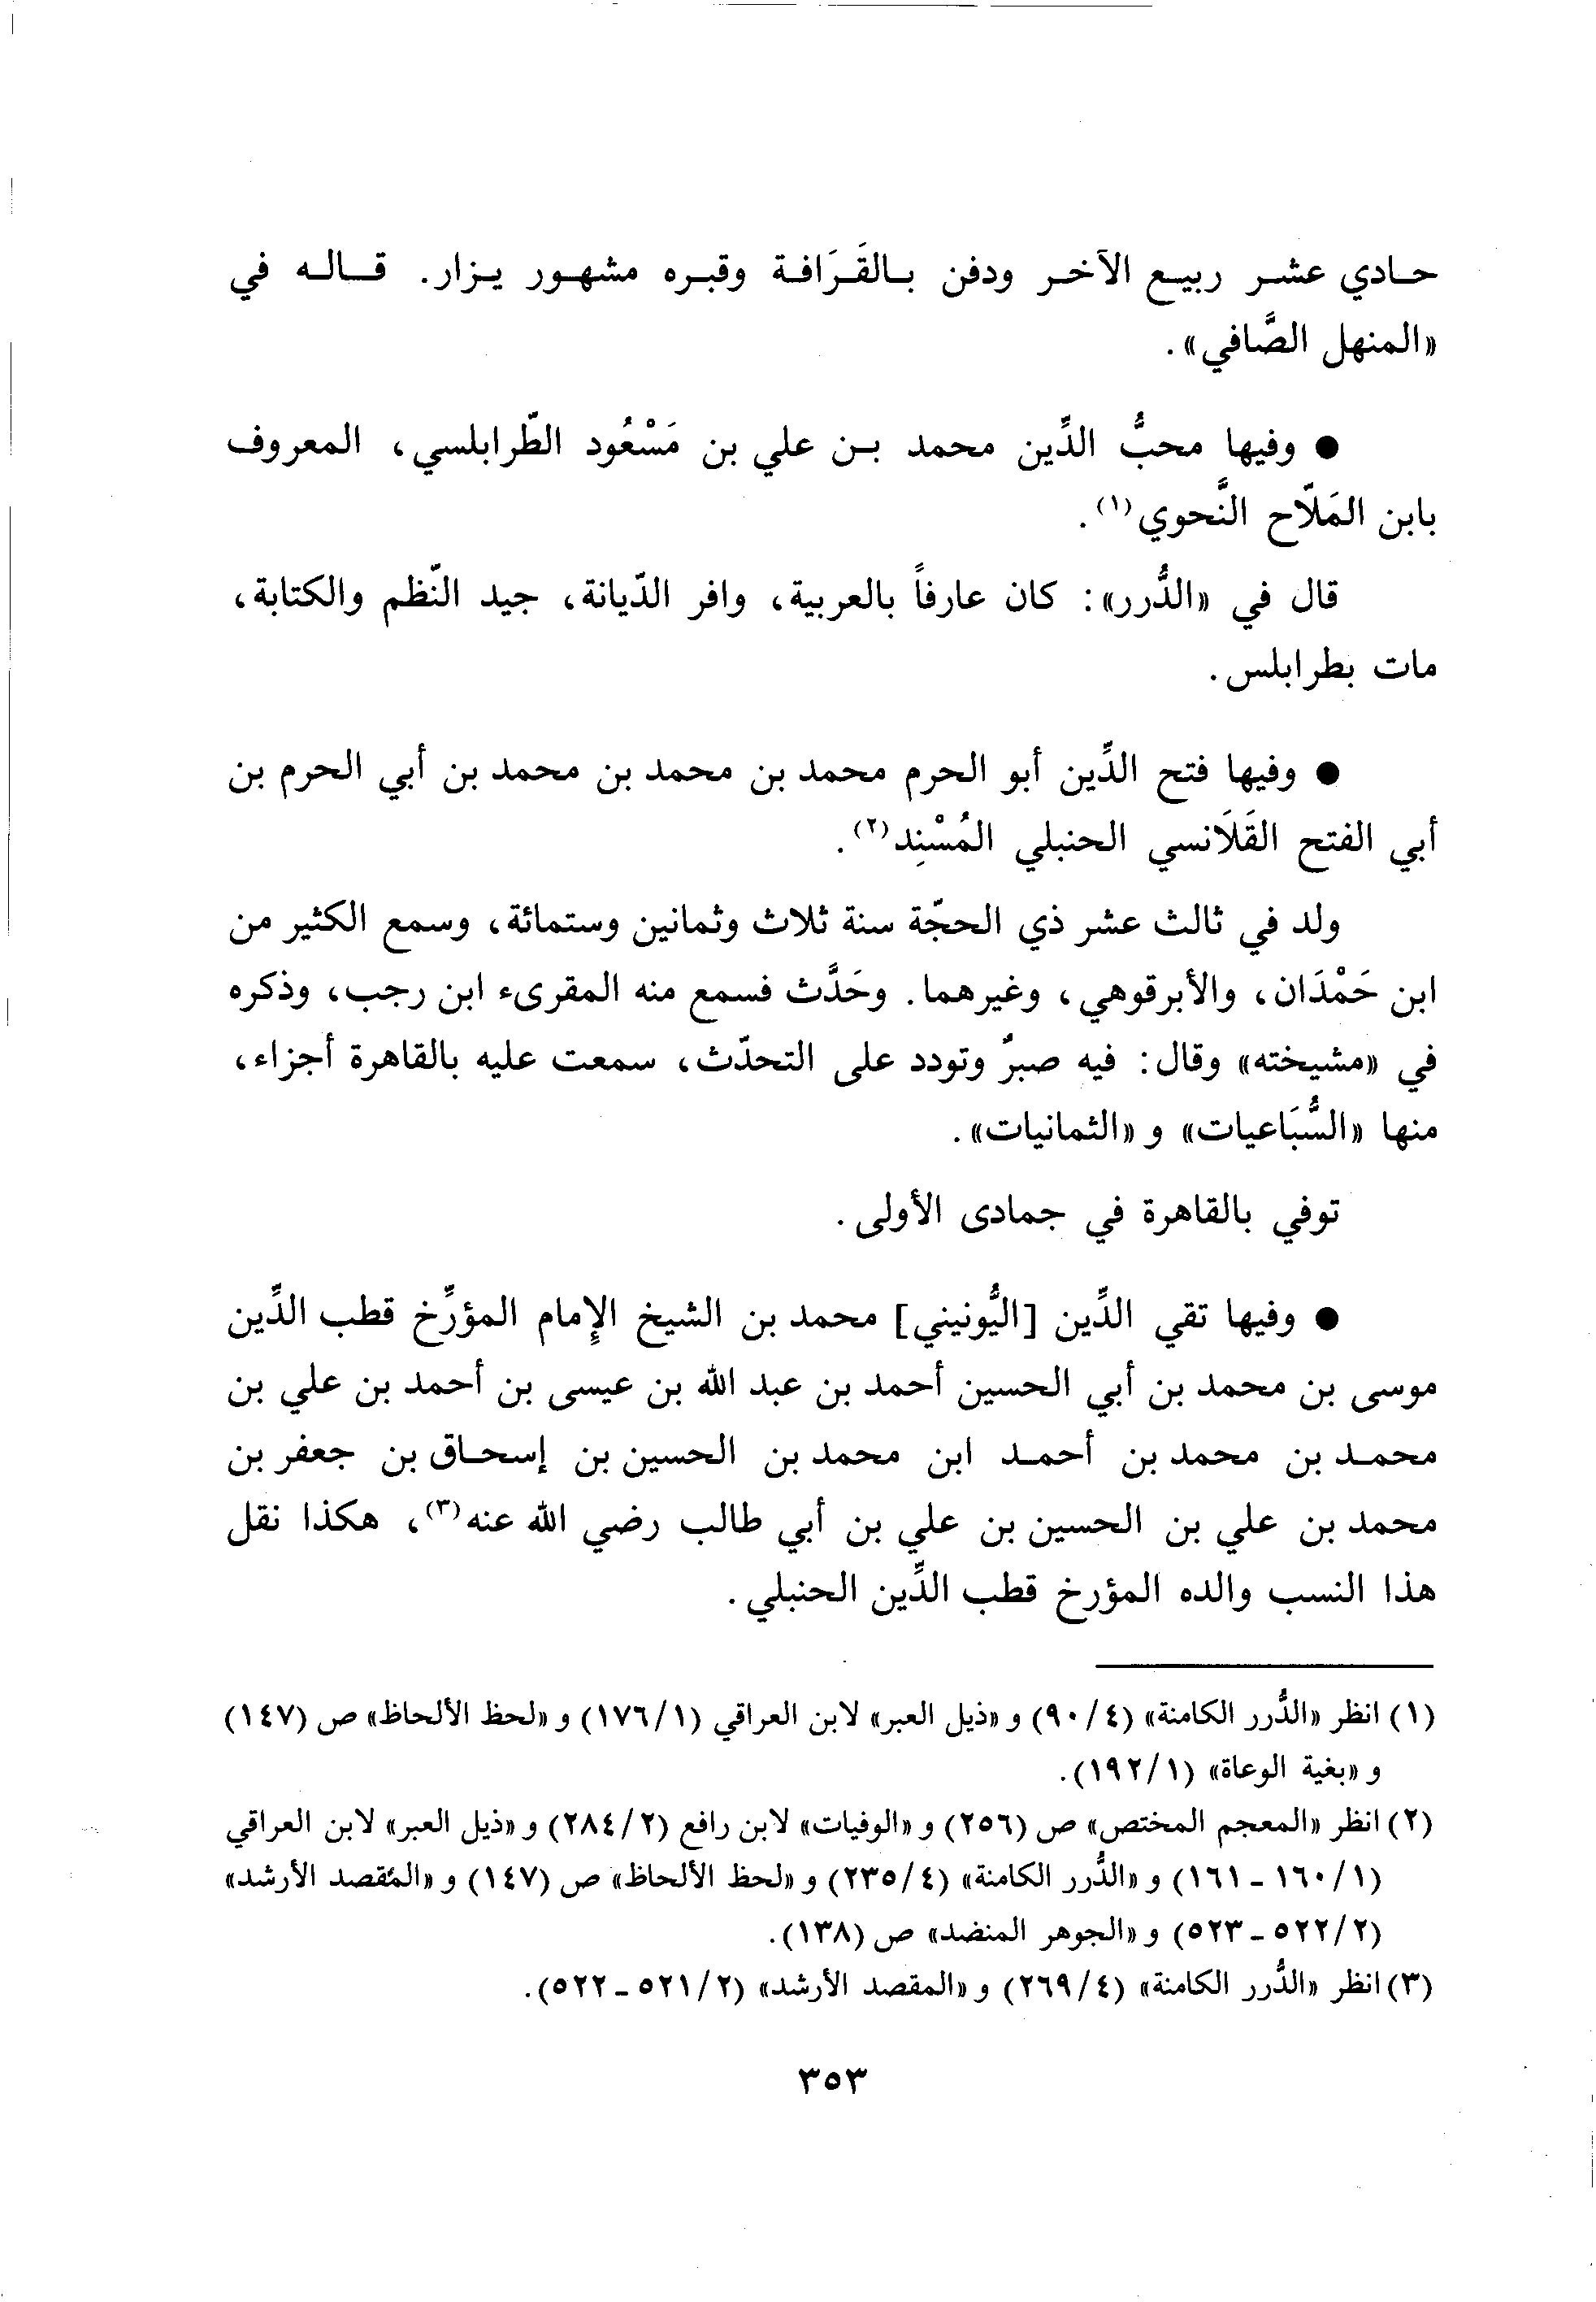 حادي عشر ربيع الآخر ودفن بالقَرَافة وقبره مشهور يزار. قاله في
«المنهل الصَّافي».
● وفيها محبُّ الدِّين محمد بن علي بن مَسْعُود الطّرابلسي، المعروف
بابن المَلّاح النَّحوي(١).
قال في «الدُّرر»: كان عارفاً بالعربية، وافر الدّيانة، جيد النّظم والكتابة،
مات بطرابلس.
● وفيها فتح الدِّين أبو الحرم محمد بن محمد بن محمد بن أبي الحرم بن
أبي الفتح القَلَانسي الحنبلي المُسْنِد(٢).
ولد في ثالث عشر ذي الحجّة سنة ثلاث وثمانين وستمائة، وسمع الكثير من
ابن حَمْدَان، والأبرقوهي، وغيرهما. وحَدَّث فسمع منه المقرىء ابن رجب، وذكره
في «مشيخته» وقال: فيه صبرٌ وتودد على التحدّث، سمعت عليه بالقاهرة أجزاء،
منها «السُّبَاعيات» و «الثمانيات».
توفي بالقاهرة في جمادى الأولى.
● وفيها تقي الدِّين [اليُّونيني] محمد بن الشيخ الإِمام المؤرِّخ قطب الدِّين
موسى بن محمد بن أبي الحسين أحمد بن عبد الله بن عيسى بن أحمد بن علي بن
محمد بن محمد بن أحمد ابن محمد بن الحسين بن إسحاق بن جعفر بن
محمد بن علي بن الحسين بن علي بن أبي طالب رضي الله عنه(٣)، هكذا نقل
هذا النسب والده المؤرخ قطب الدِّين الحنبلي.
(١) انظر «الدُّرر الكامنة» (٩٠/٤) و «ذيل العبر» لابن العراقي (١٧٦/١) و «لحظ الألحاظ» ص (١٤٧)
و «بغية الوعاة» (١٩٢/١).
(٢) انظر «المعجم المختص» ص (٢٥٦) و «الوفيات» لابن رافع (٢٨٤/٢) و «ذيل العبر» لابن العراقي
(١٦٠/١ - ١٦١) و «الدُّرر الكامنة» (٢٣٥/٤) و «لحظ الألحاظ» ص (١٤٧) و «المقصد الأرشد»
(٥٢٢/٢ - ٥٢٣) و «الجوهر المنضد» ص (١٣٨).
(٣) انظر «الدُّرر الكامنة» (٢٦٩/٤) و «المقصد الأرشد» (٥٢١/٢ - ٥٢٢).
٣٥٣